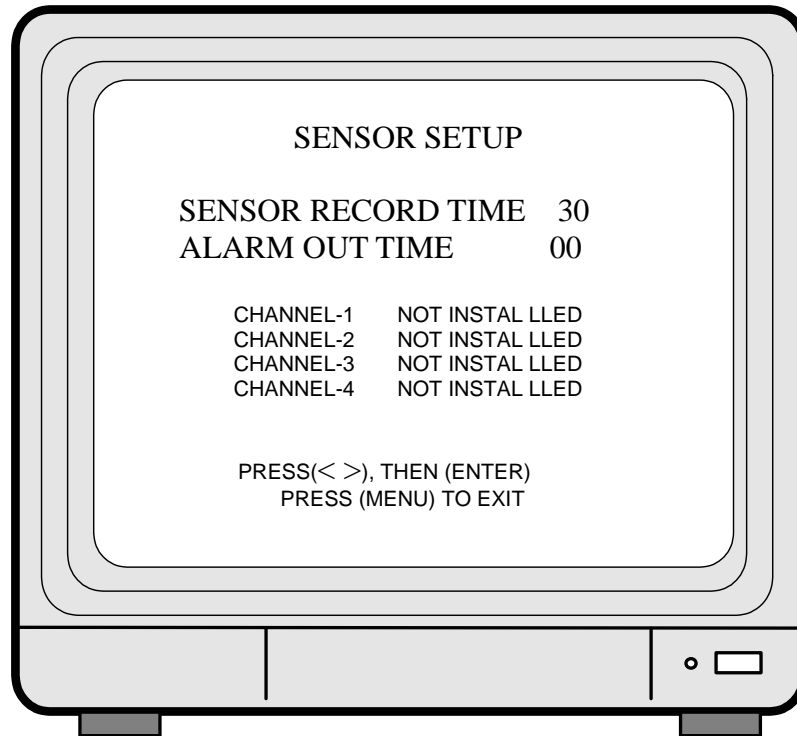 SENSOR SETUP
SENSOR RECORD TIME 30
ALARM OUT TIME 00
CHANNEL-1 NOT INSTAL LLED
CHANNEL-2 NOT INSTAL LLED
CHANNEL-3 NOT INSTAL LLED
CHANNEL-4 NOT INSTAL LLED
PRESS(< >), THEN (ENTER)
PRESS (MENU) TO EXIT